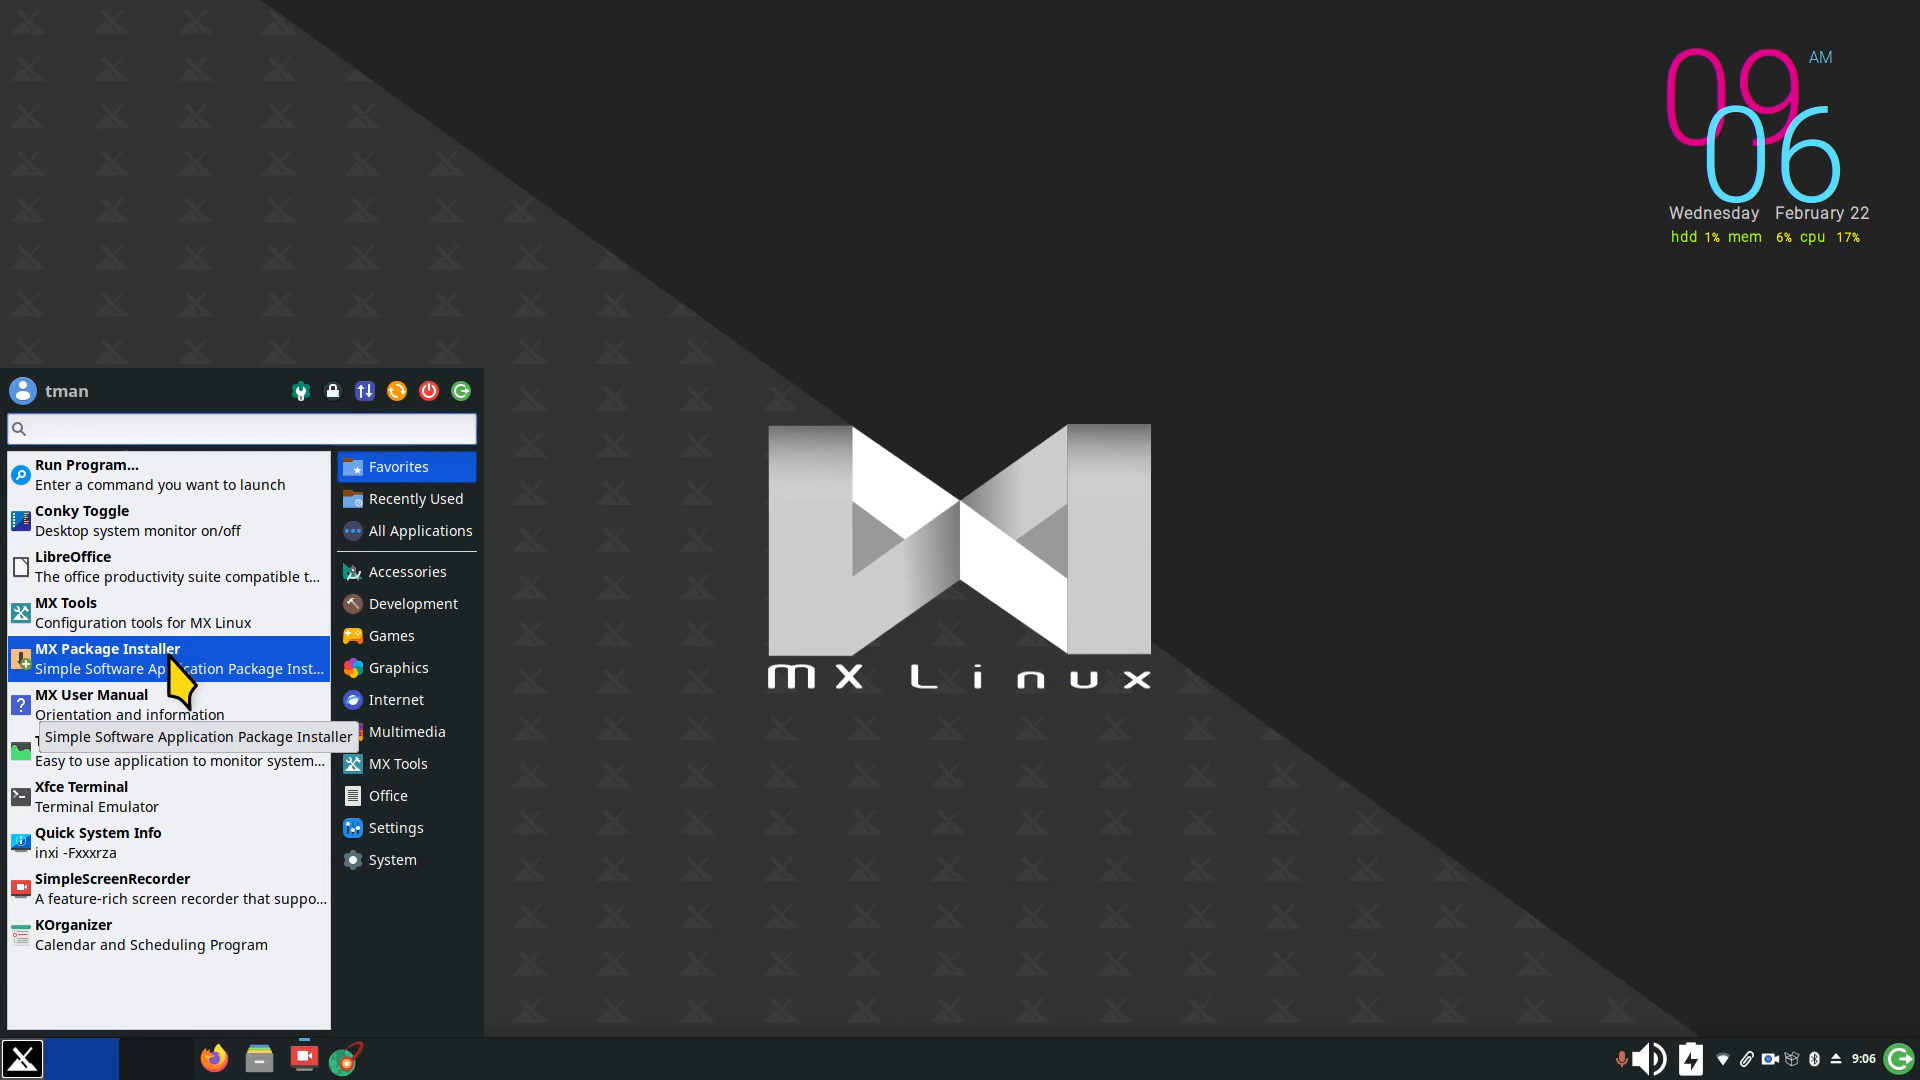 09 AM
06
Wednesday February 22
hdd 1% mem 6% cpu 17%
tman
Run Program...
Enter a command you want to launch
Conky Toggle
Desktop system monitor on/off
LibreOffice
The office productivity suite compatible t...
MX Tools
Configuration tools for MX Linux
MX Package Installer
Simple Software Application Package Inst...
MX User Manual
Orientation and information
Simple Software Application Package Installer
Easy to use application to monitor system...
Xfce Terminal
Terminal Emulator
Quick System Info
inxi -Fxxxrza
SimpleScreenRecorder
A feature-rich screen recorder that suppo...
KOrganizer
Calendar and Scheduling Program
Favorites
Recently Used
All Applications
Accessories
Development
Games
Graphics
Internet
Multimedia
MX Tools
Office
Settings
System
mx Linux
9:06